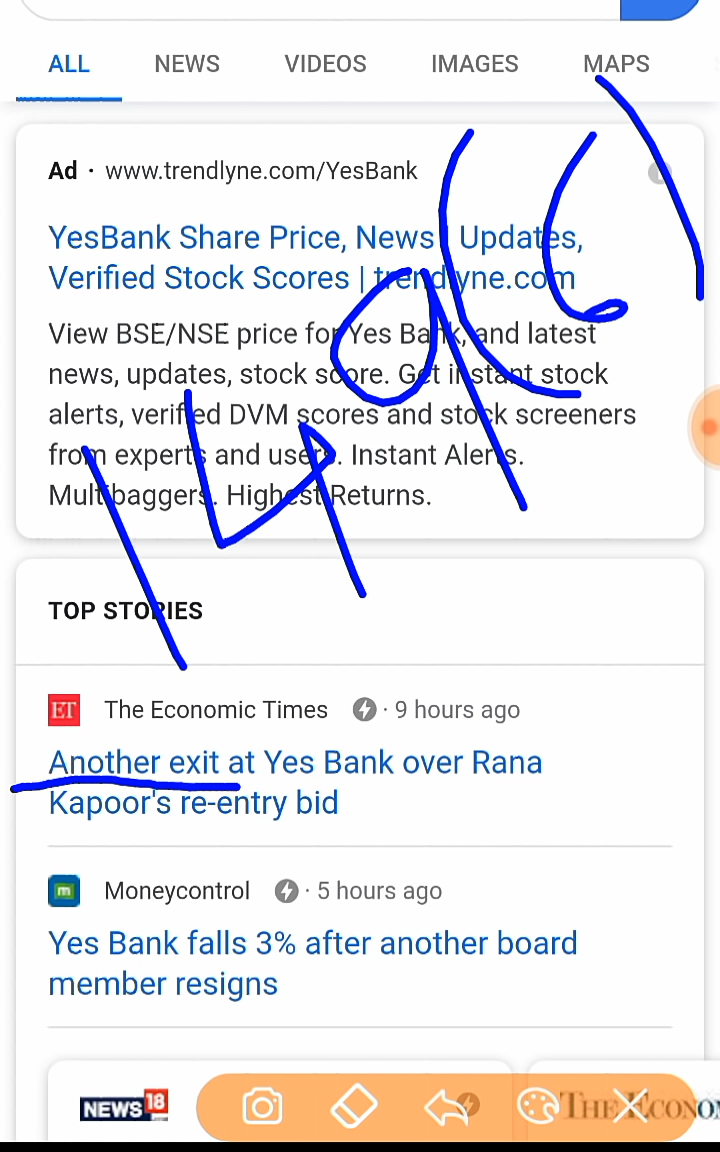 ALL NEWS VIDEOS IMAGES MAPS
Ad · www.trendlyne.com/YesBank
YesBank Share Price, News | Updates,
Verified Stock Scores | trendlyne.com
View BSE/NSE price for Yes Bank, and latest
news, updates, stock score. Get instant stock
alerts, verified DVM scores and stock screeners
from experts and users. Instant Alerts.
Multibaggers. Highest Returns.
149
TOP STORIES
ET The Economic Times · 9 hours ago
Another exit at Yes Bank over Rana
Kapoor's re-entry bid
m Moneycontrol · 5 hours ago
Yes Bank falls 3% after another board
member resigns
NEWS18 THE ECONO